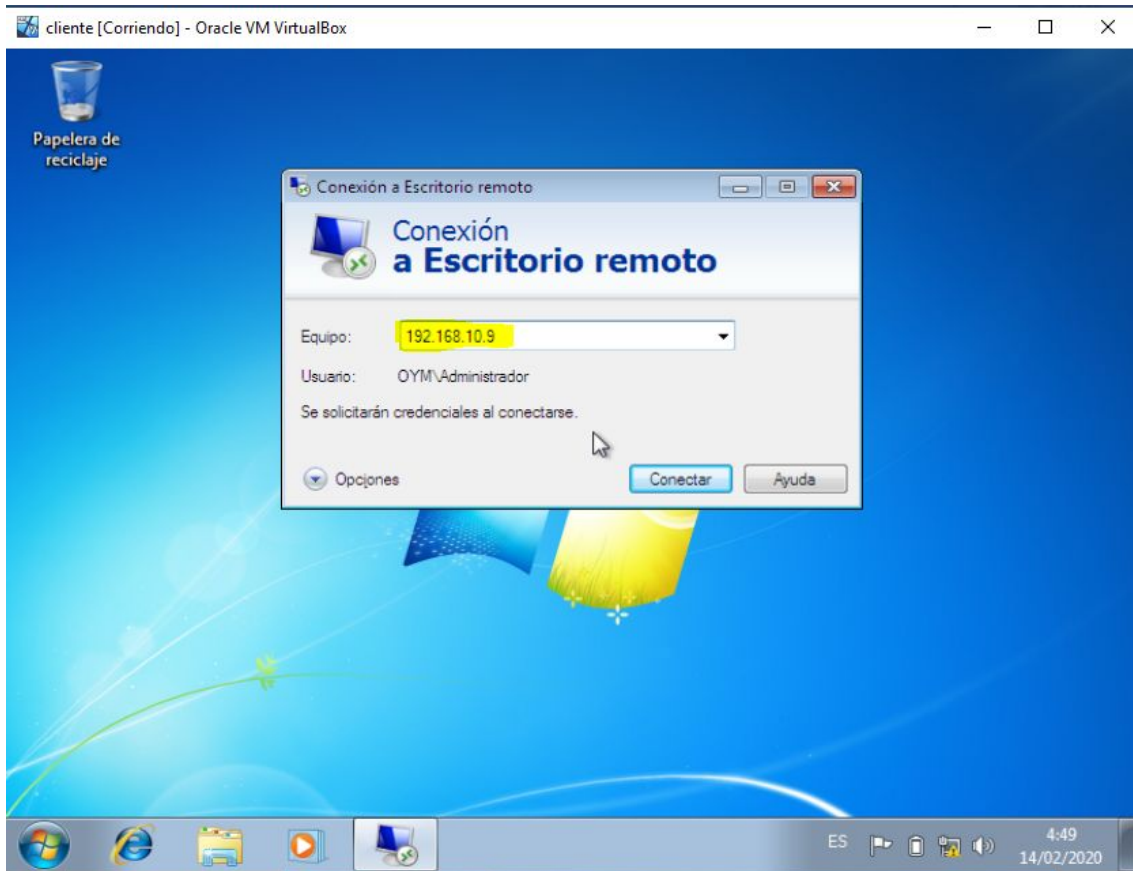 cliente [Corriendo] - Oracle VM VirtualBox
Papelera de
reciclaje
Conexión a Escritorio remoto
Conexión
a Escritorio remoto
Equipo: 192.168.10.9
Usuario: OYM\Administrador
Se solicitarán credenciales al conectarse.
Opciones Conectar Ayuda
ES 4:49
14/02/2020